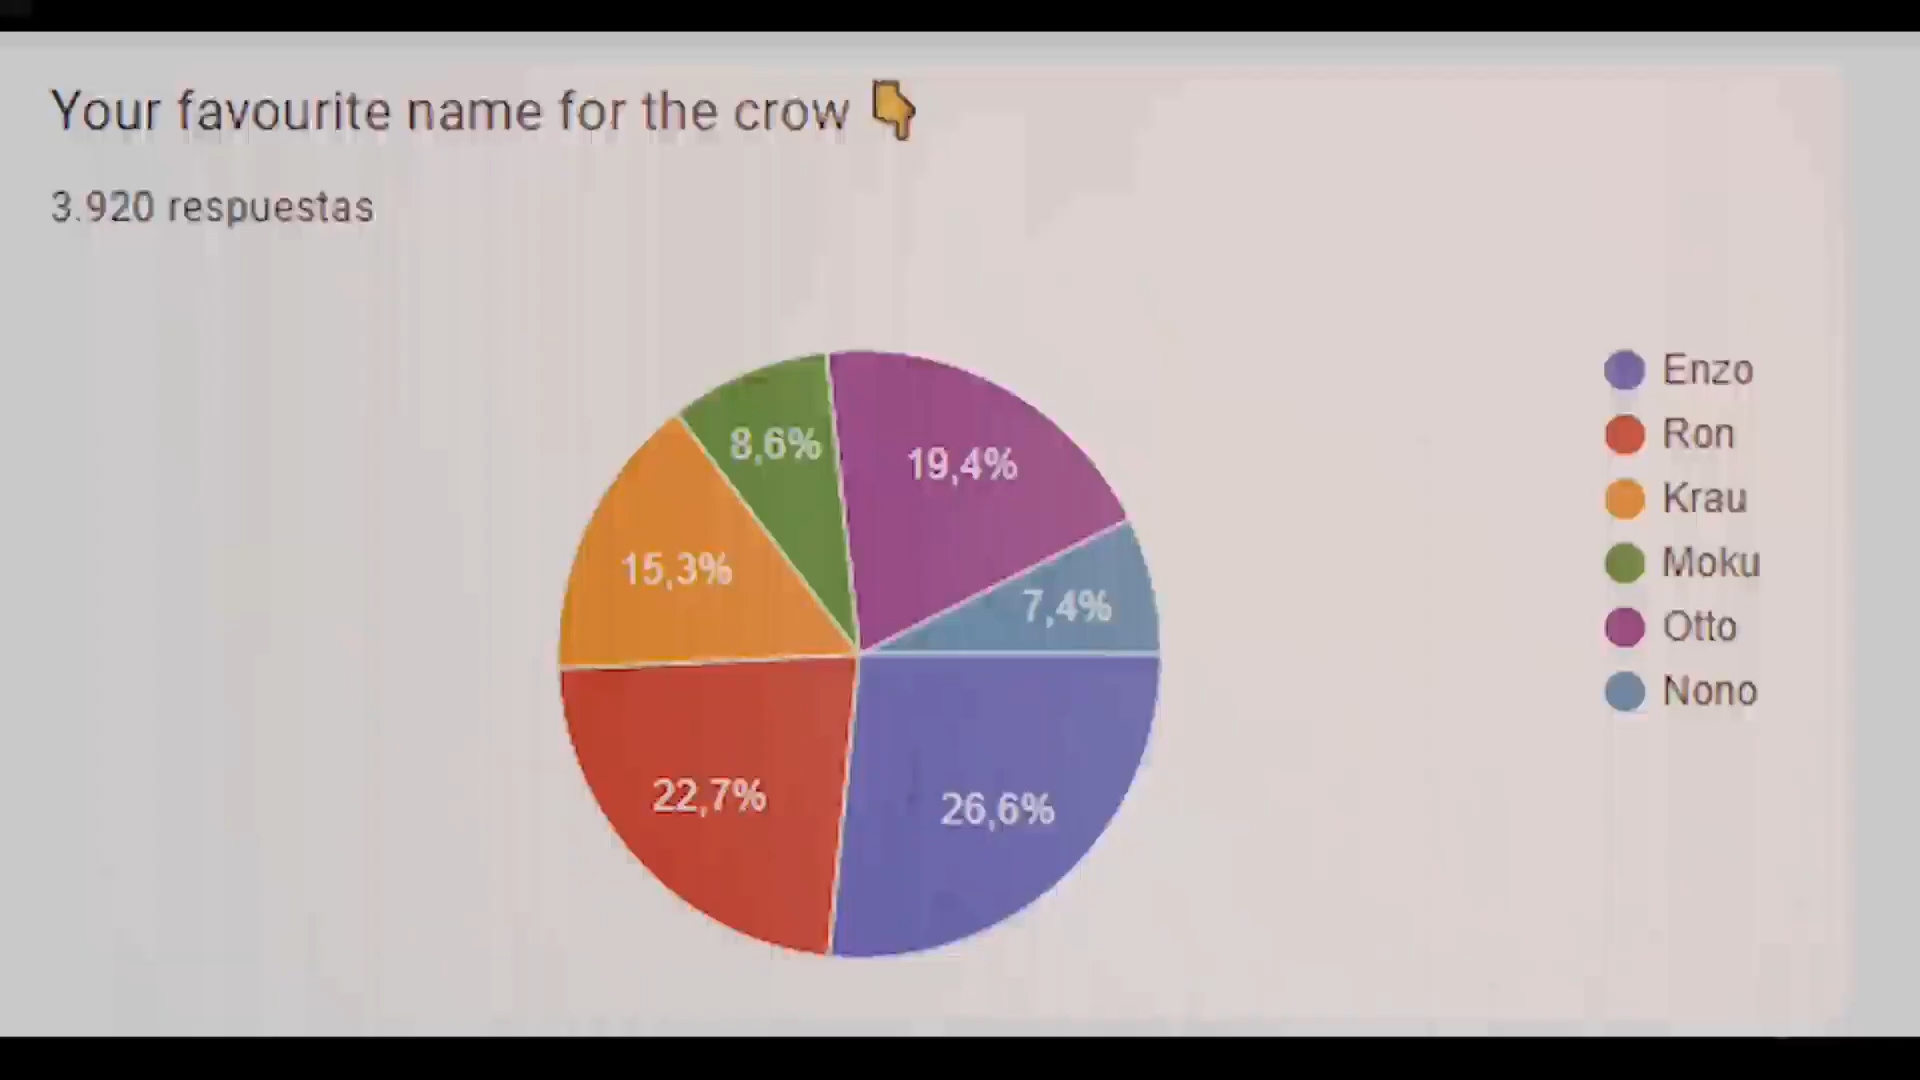 Your favourite name for the crow 👇
3.920 respuestas
Enzo
Ron
Krau
Moku
Otto
Nono
8,6%
19,4%
15,3%
7,4%
22,7%
26,6%